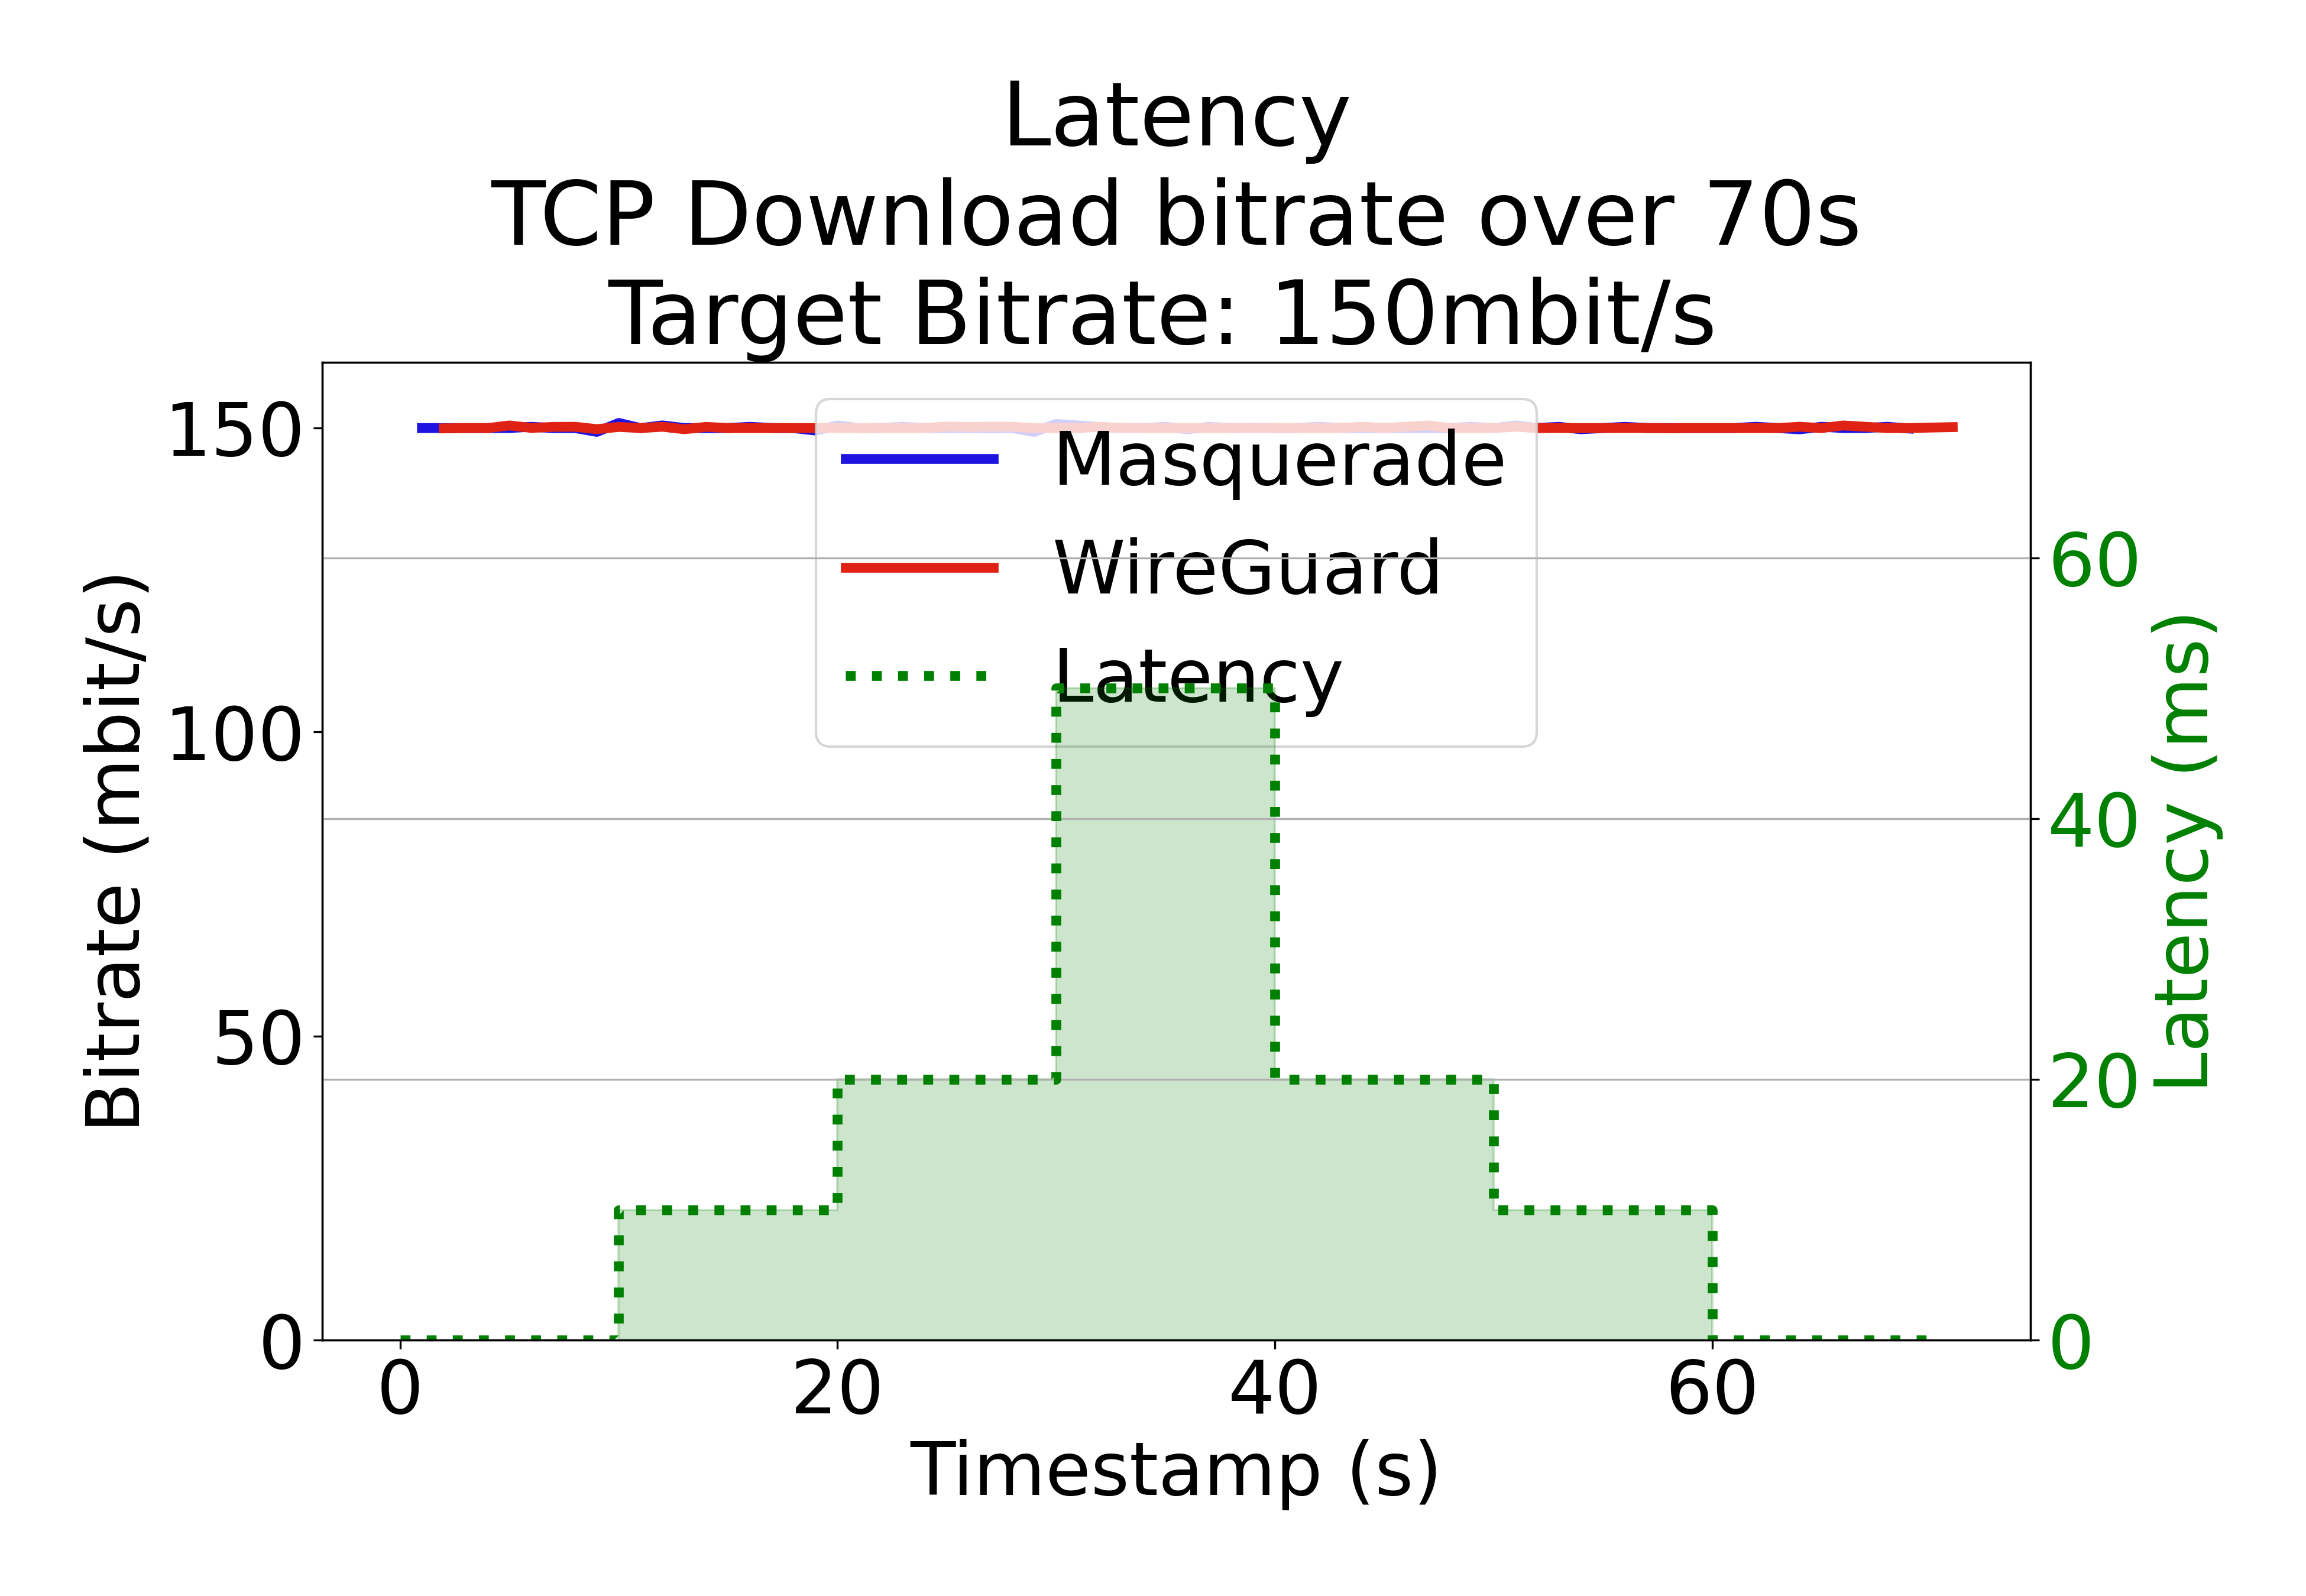 Latency
TCP Download bitrate over 70s
Target Bitrate: 150mbit/s
Bitrate (mbit/s)
150
100
50
0
Masquerade
WireGuard
Latency
60
40
20
0
Latency (ms)
0
20
40
60
Timestamp (s)